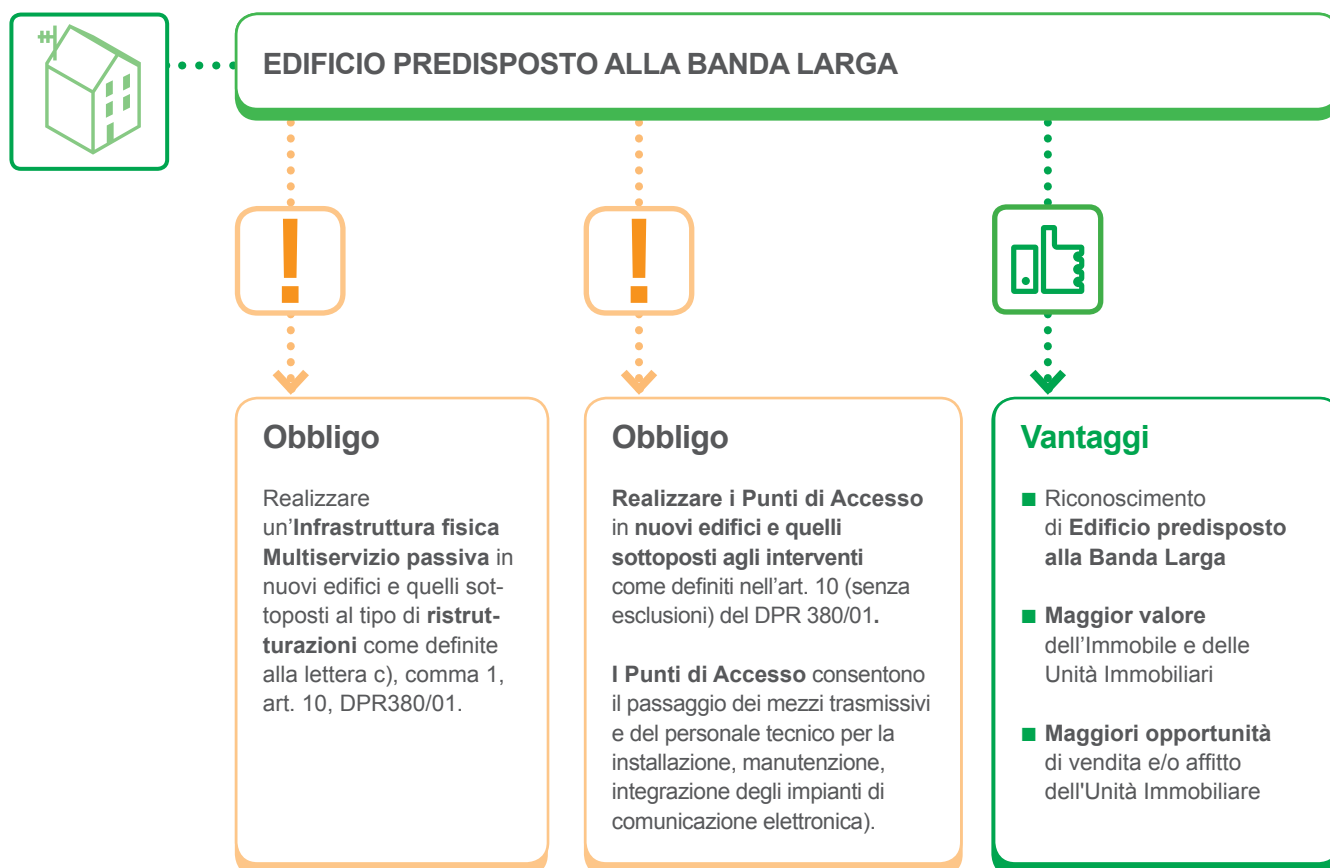 EDIFICIO PREDISPOSTO ALLA BANDA LARGA
Obbligo
Realizzare
un’Infrastruttura fisica
Multiservizio passiva in
nuovi edifici e quelli sot-
toposti al tipo di ristrut-
turazioni come definite
alla lettera c), comma 1,
art. 10, DPR380/01.
Obbligo
Realizzare i Punti di Accesso
in nuovi edifici e quelli
sottoposti agli interventi
come definiti nell’art. 10 (senza
esclusioni) del DPR 380/01.
I Punti di Accesso consentono
il passaggio dei mezzi trasmissivi
e del personale tecnico per la
installazione, manutenzione,
integrazione degli impianti di
comunicazione elettronica).
Vantaggi
■ Riconoscimento
di Edificio predisposto
alla Banda Larga
■ Maggior valore
dell’Immobile e delle
Unità Immobiliari
■ Maggiori opportunità
di vendita e/o affitto
dell'Unità Immobiliare